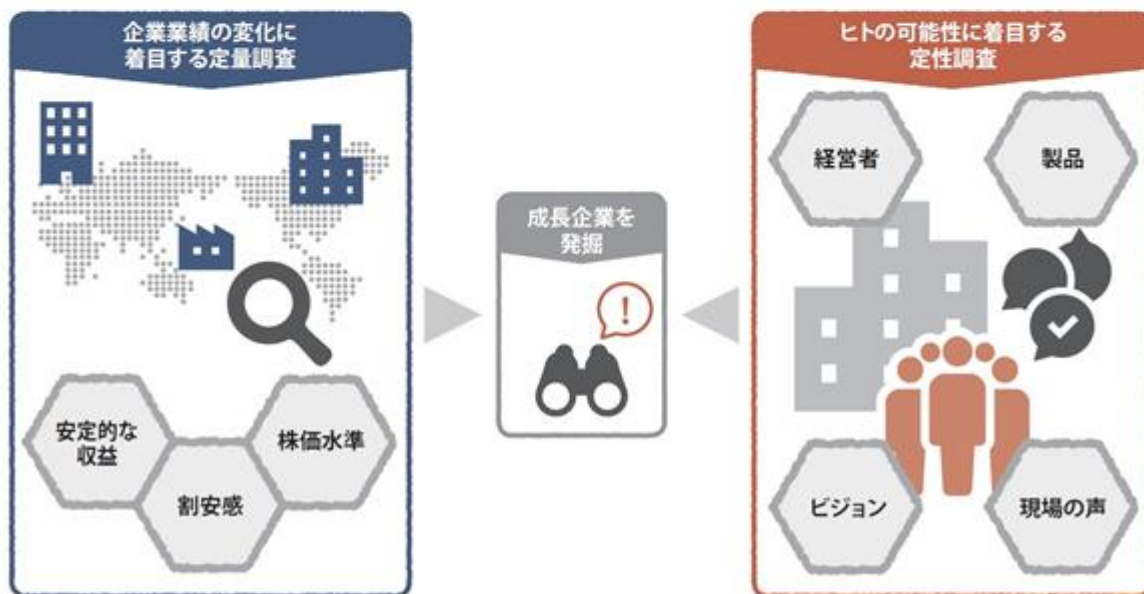 企業業績の変化に
着目する定量調査
安定的な
収益
割安感
株価水準
成長企業を
発掘
!
ヒトの可能性に着目する
定性調査
経営者
製品
ビジョン
現場の声